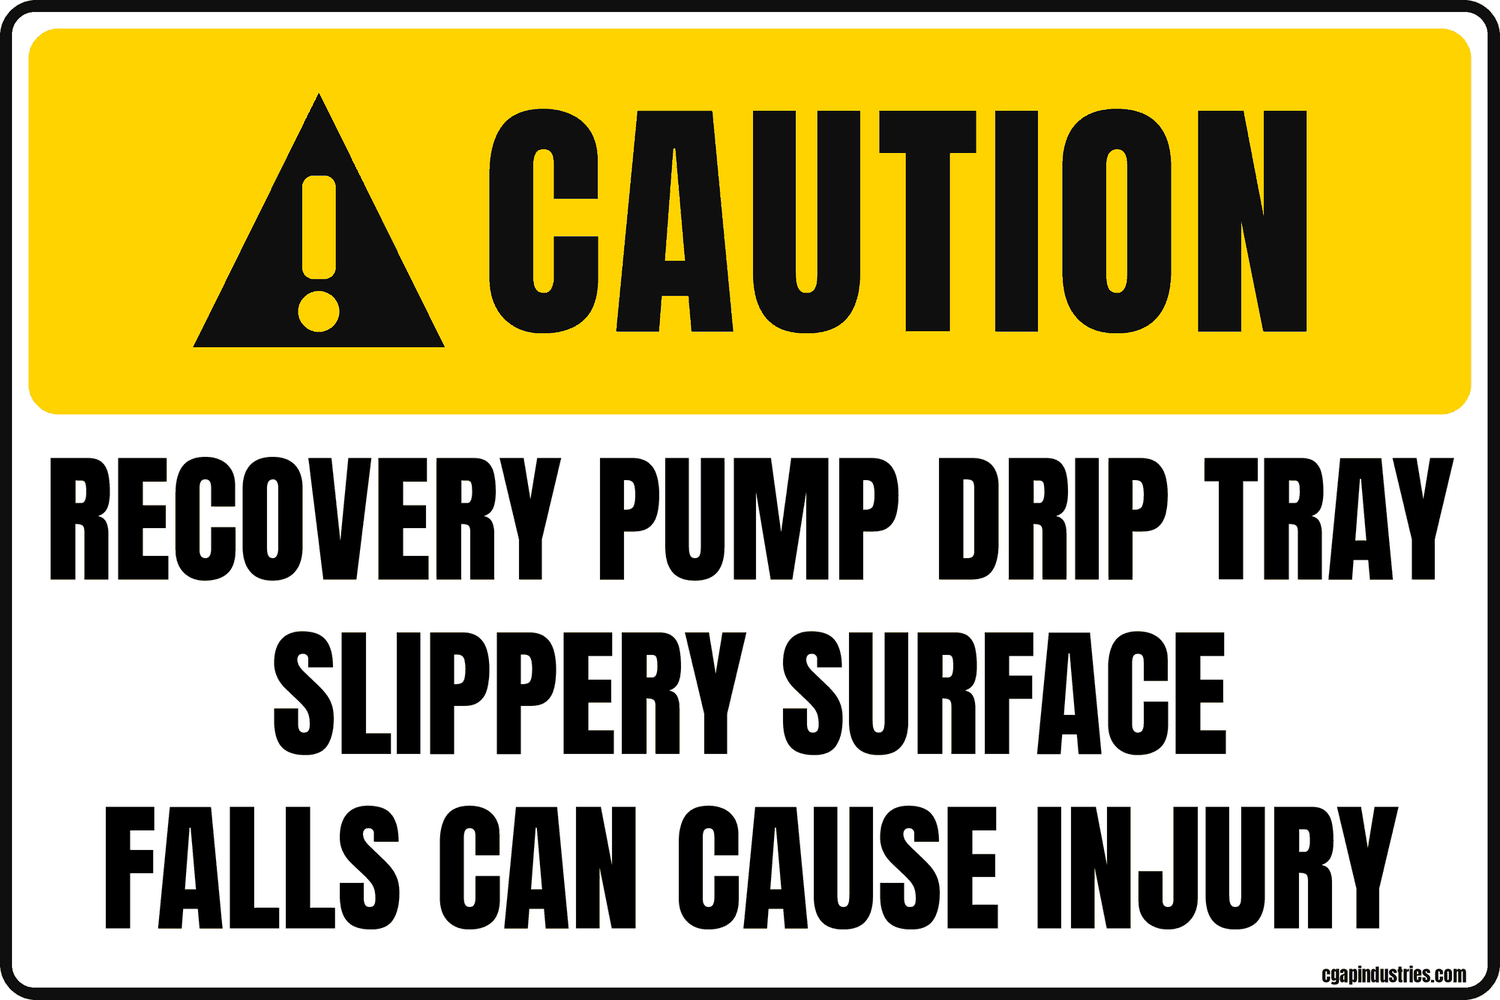 CAUTION
RECOVERY PUMP DRIP TRAY
SLIPPERY SURFACE
FALLS CAN CAUSE INJURY
cgapindustries.com